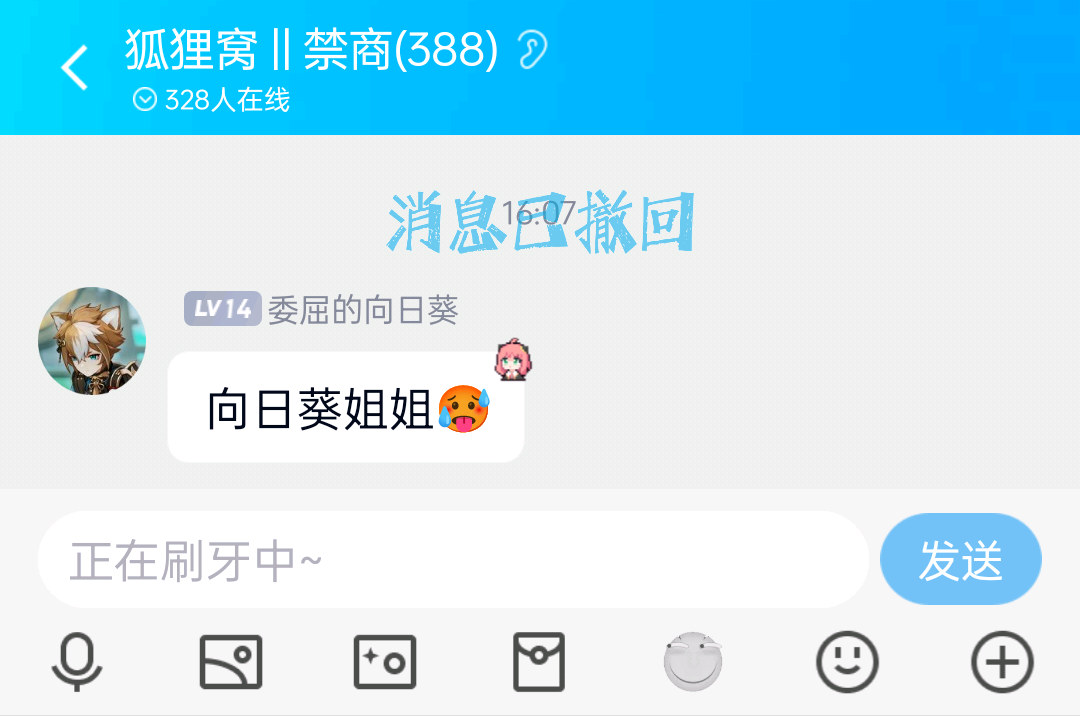 狐狸窝 || 禁商(388)
328人在线
消息已撤回
16:07
LV14 委屈的向日葵
向日葵姐姐🥵
正在刷牙中~
发送